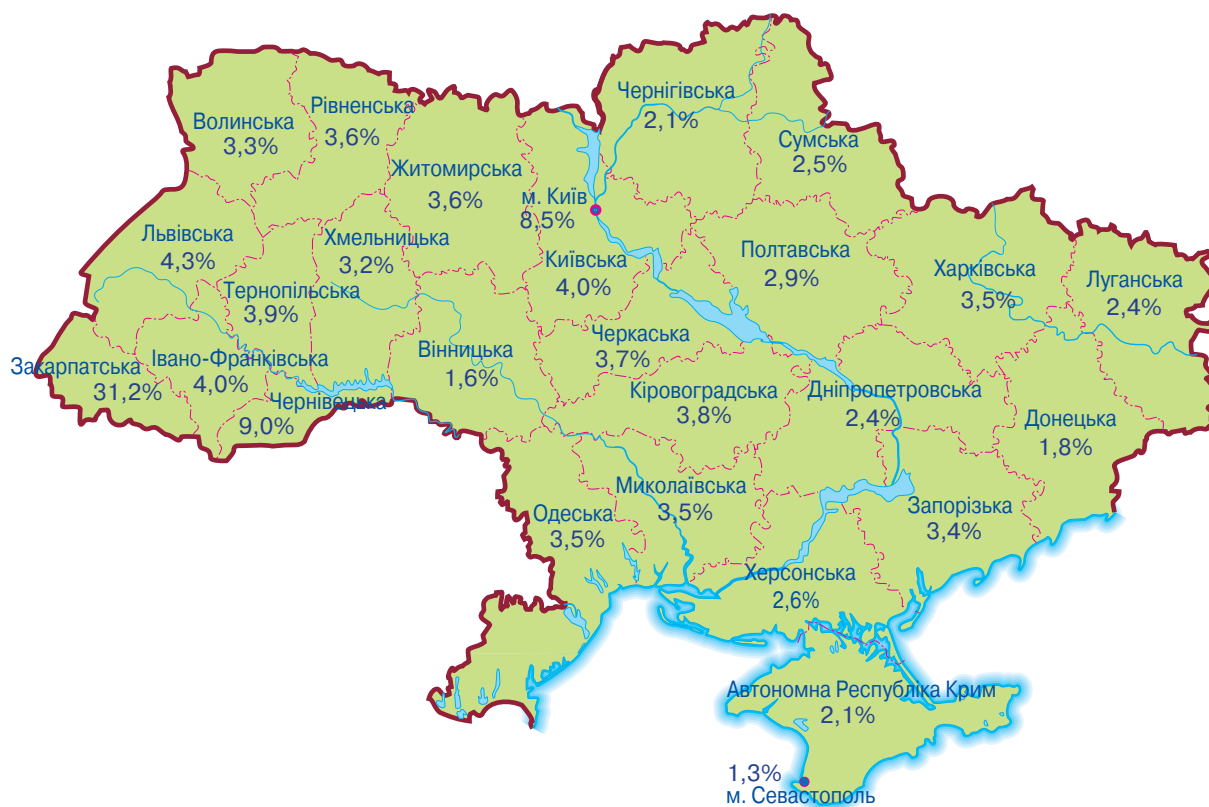 Чернігівська
2,1%
Рівненська
3,6%
Волинська
3,3%
Сумська
2,5%
Житомирська
3,6%
м. Київ
8,5%
Львівська
4,3%
Хмельницька
3,2%
Київська
4,0%
Полтавська
2,9%
Харківська
3,5%
Луганська
2,4%
Тернопільська
3,9%
Черкаська
3,7%
Вінницька
1,6%
Закарпатська
31,2%
Івано-Франківська
4,0%
Чернівецька
9,0%
Кіровоградська
3,8%
Дніпропетровська
2,4%
Донецька
1,8%
Миколаївська
3,5%
Одеська
3,5%
Запорізька
3,4%
Херсонська
2,6%
Автономна Республіка Крим
2,1%
1,3%
м. Севастополь